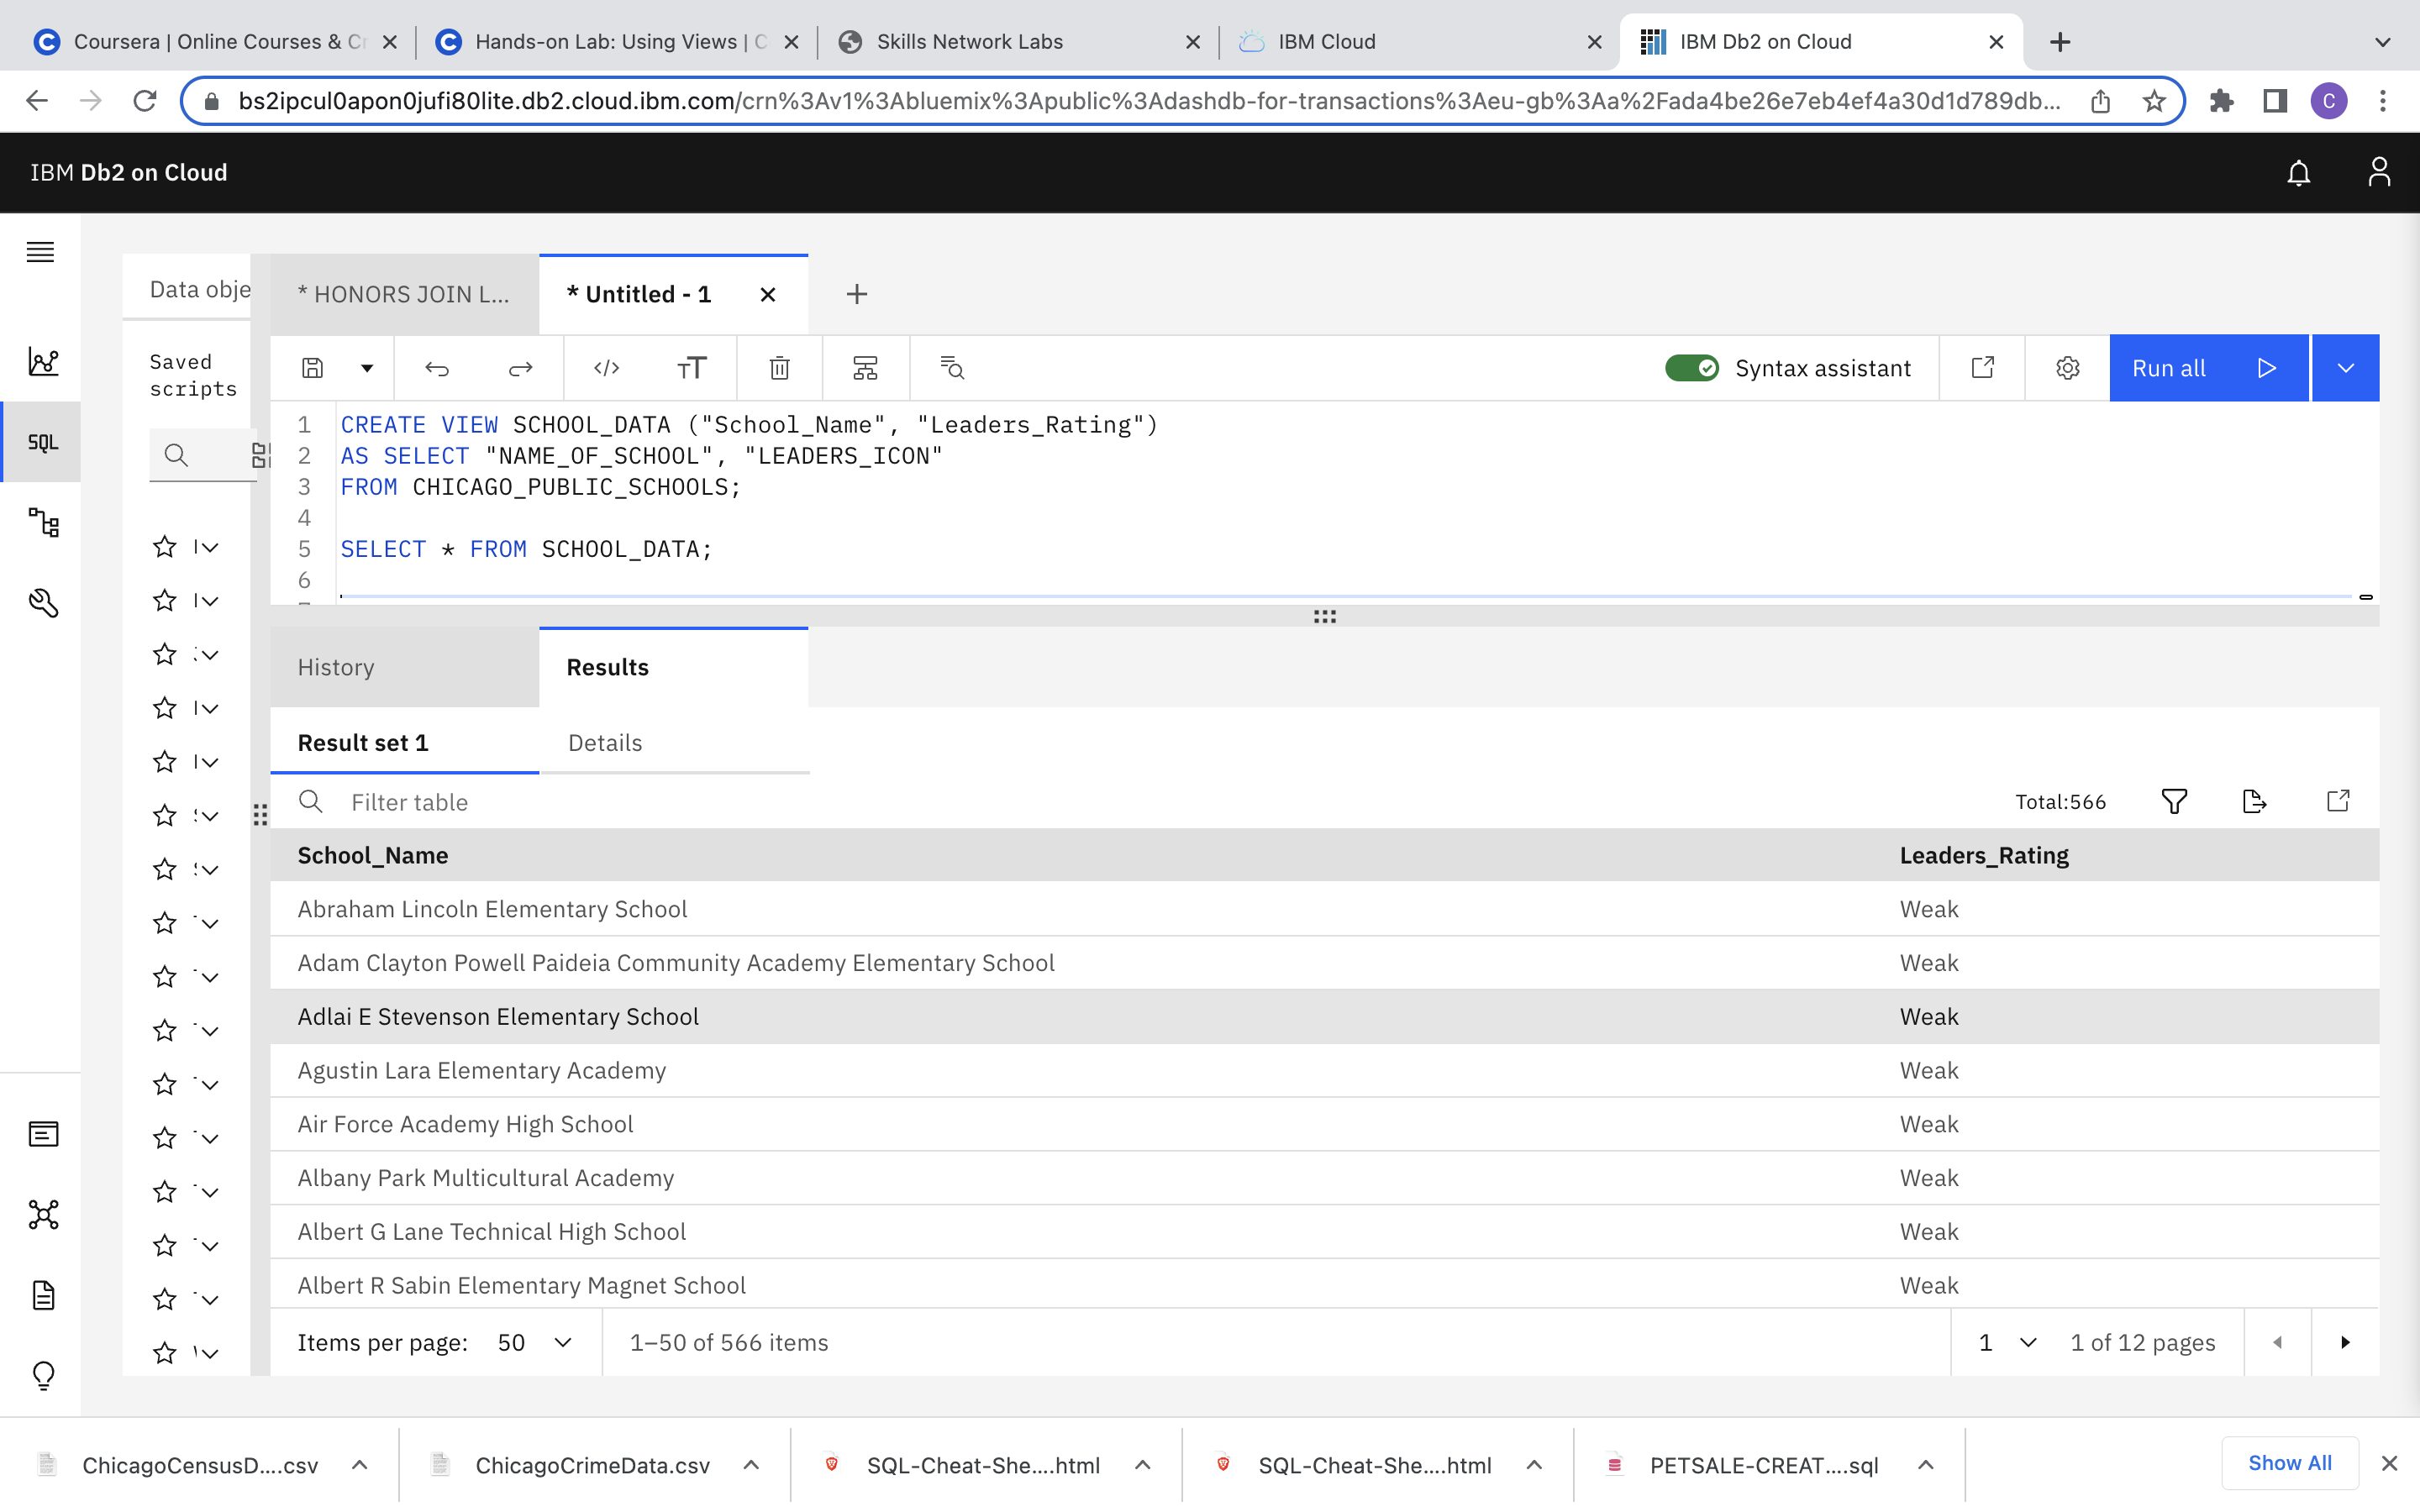 Coursera | Online Courses & Cr
Hands-on Lab: Using Views | C
Skills Network Labs
IBM Cloud
IBM Db2 on Cloud
bs2ipcul0apon0jufi80lite.db2.cloud.ibm.com/crn%3Av1%3Abluemix%3Apublic%3Adashdb-for-transactions%3Aeu-gb%3Aa%2Fada4be26e7eb4ef4a30d1d789db...
C
IBM Db2 on Cloud
Data obje
* HONORS JOIN L...
* Untitled - 1
Saved
scripts
SQL
Syntax assistant
Run all
1 CREATE VIEW SCHOOL_DATA ("School_Name", "Leaders_Rating")
2 AS SELECT "NAME_OF_SCHOOL", "LEADERS_ICON"
3 FROM CHICAGO_PUBLIC_SCHOOLS;
4
5 SELECT * FROM SCHOOL_DATA;
6
History
Results
Result set 1
Details
Filter table
Total:566
School_Name Leaders_Rating
Abraham Lincoln Elementary School Weak
Adam Clayton Powell Paideia Community Academy Elementary School Weak
Adlai E Stevenson Elementary School Weak
Agustin Lara Elementary Academy Weak
Air Force Academy High School Weak
Albany Park Multicultural Academy Weak
Albert G Lane Technical High School Weak
Albert R Sabin Elementary Magnet School Weak
Items per page: 50
1–50 of 566 items
1
1 of 12 pages
ChicagoCensusD....csv
ChicagoCrimeData.csv
SQL-Cheat-She....html
SQL-Cheat-She....html
PETSALE-CREAT....sql
Show All